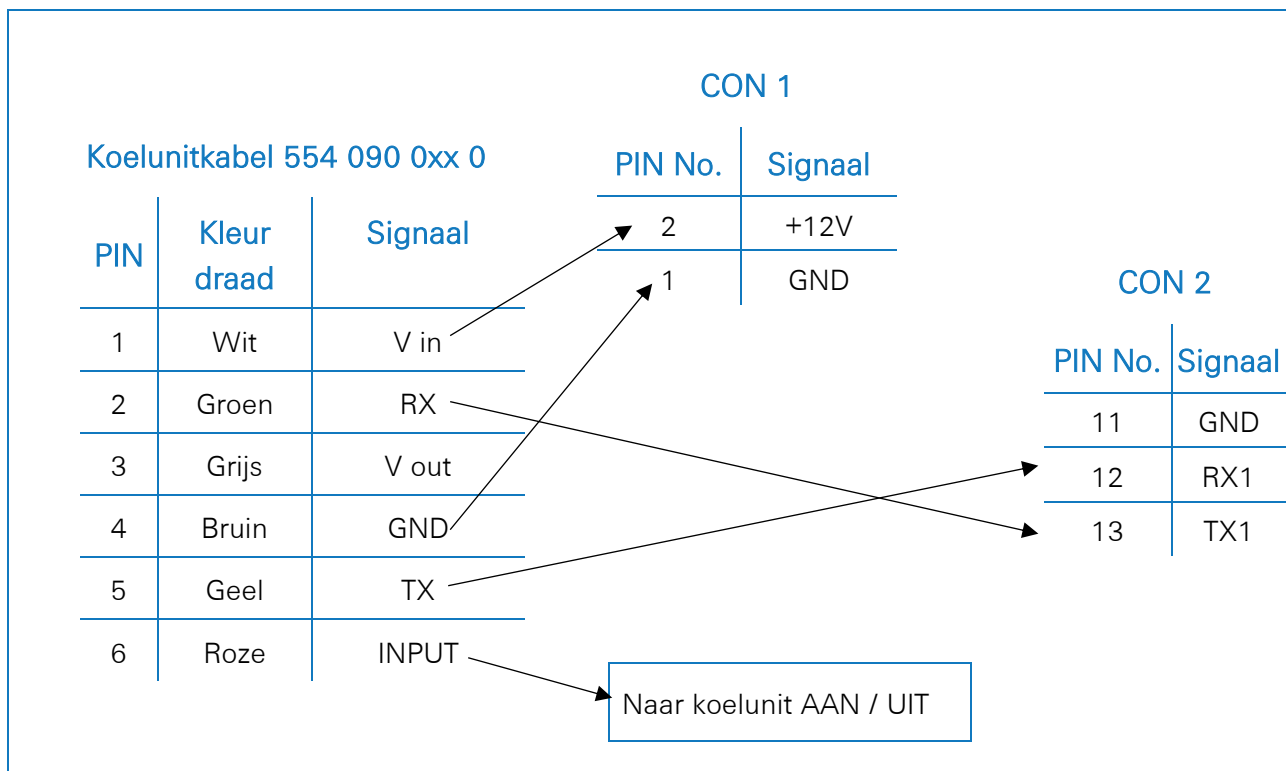 Koelunitkabel 554 090 0xx 0
PIN Kleur draad Signaal
1 Wit V in
2 Groen RX
3 Grijs V out
4 Bruin GND
5 Geel TX
6 Roze INPUT
CON 1
PIN No. Signaal
2 +12V
1 GND
CON 2
PIN No. Signaal
11 GND
12 RX1
13 TX1
Naar koelunit AAN / UIT